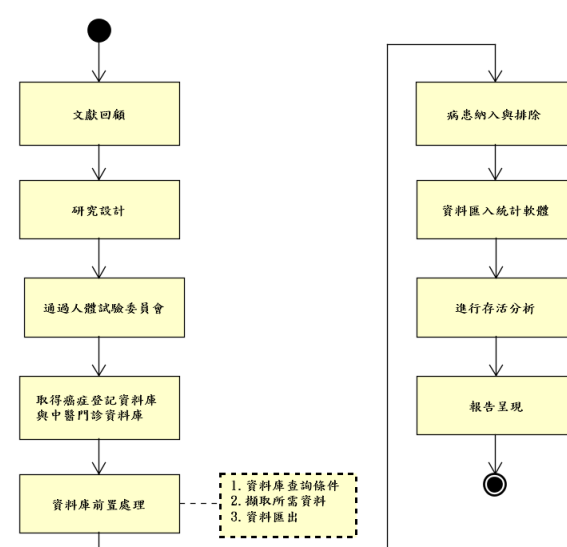 文獻回顧
研究設計
通過人體試驗委員會
取得癌症登記資料庫
與中醫門診資料庫
資料庫前置處理
1. 資料庫查詢條件
2. 擷取所需資料
3. 資料匯出
病患納入與排除
資料匯入統計軟體
進行存活分析
報告呈現